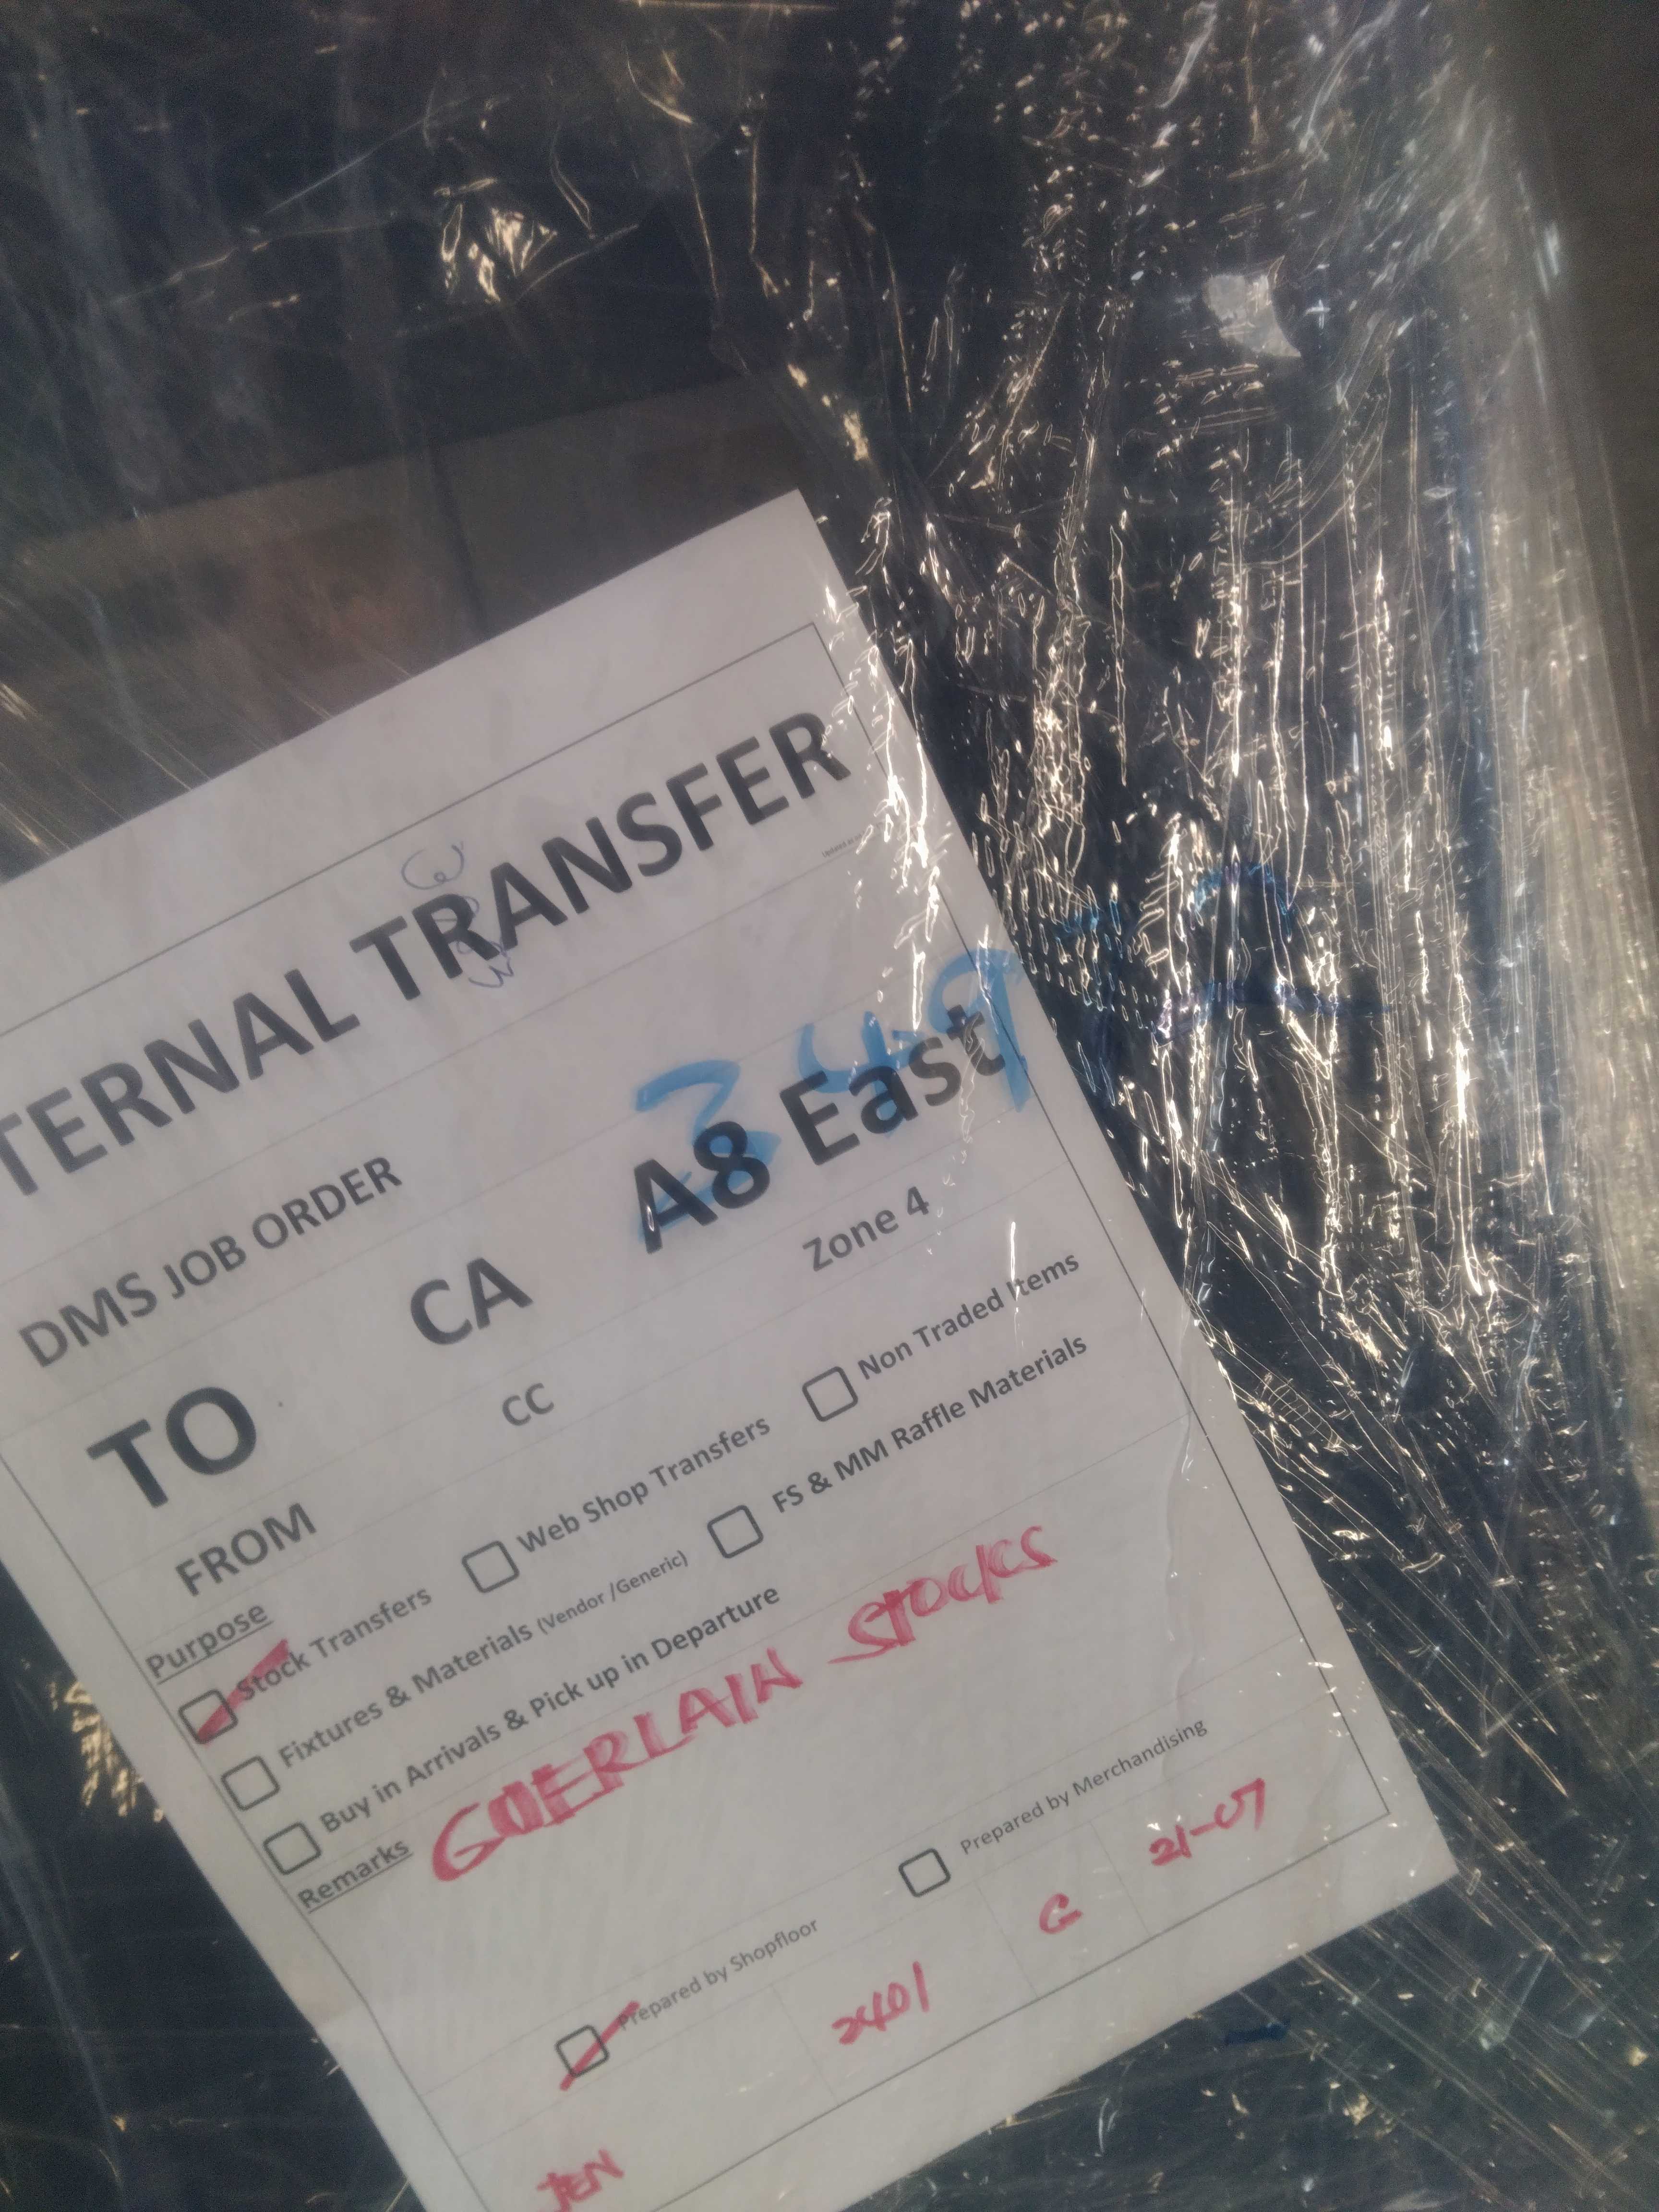 TERNAL TRANSFER
DMS JOB ORDER
349
TO CA A8 East
FROM CC Zone 4
Purpose
Stock Transfers Web Shop Transfers Non Traded Items
Fixtures & Materials (Vendor /Generic) FS & MM Raffle Materials
Buy in Arrivals & Pick up in Departure
Remarks
GUERLAIN STOCKS
Prepared by Shopfloor Prepared by Merchandising
JEN 2401 G 21-07